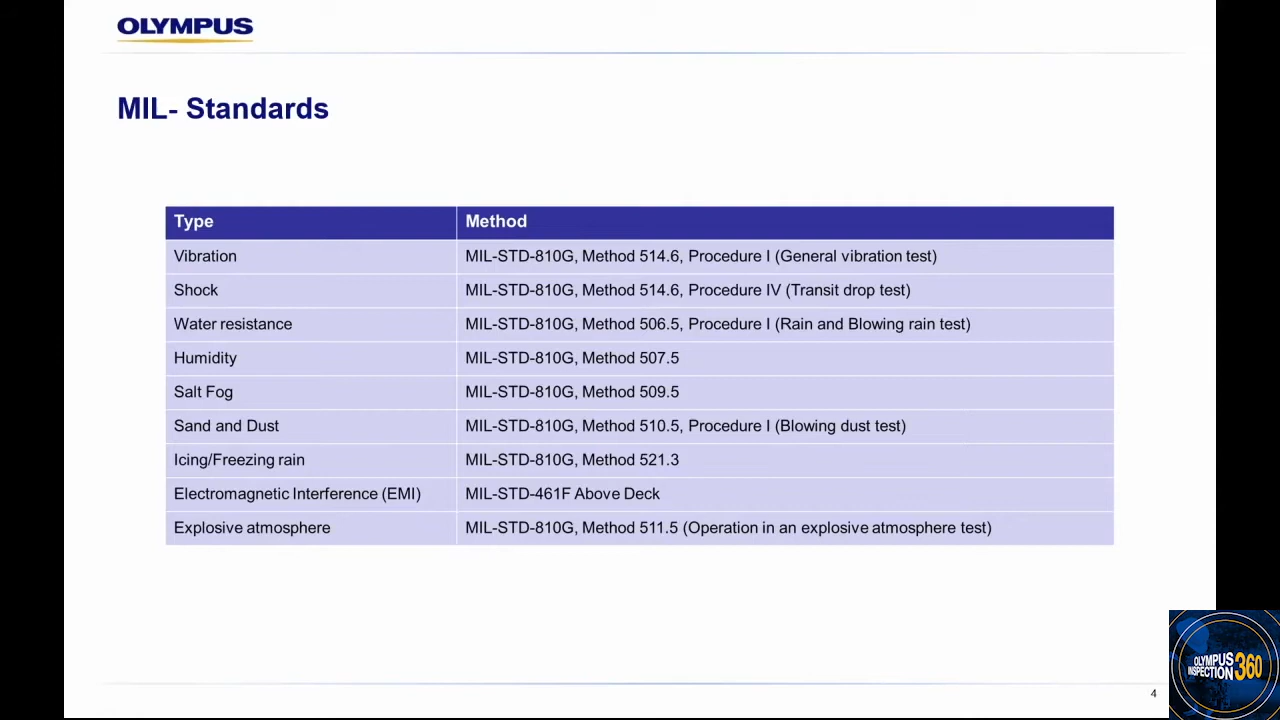 OLYMPUS
MIL- Standards
Type Method
Vibration MIL-STD-810G, Method 514.6, Procedure I (General vibration test)
Shock MIL-STD-810G, Method 514.6, Procedure IV (Transit drop test)
Water resistance MIL-STD-810G, Method 506.5, Procedure I (Rain and Blowing rain test)
Humidity MIL-STD-810G, Method 507.5
Salt Fog MIL-STD-810G, Method 509.5
Sand and Dust MIL-STD-810G, Method 510.5, Procedure I (Blowing dust test)
Icing/Freezing rain MIL-STD-810G, Method 521.3
Electromagnetic Interference (EMI) MIL-STD-461F Above Deck
Explosive atmosphere MIL-STD-810G, Method 511.5 (Operation in an explosive atmosphere test)
4
OLYMPUS
INSPECTION 360